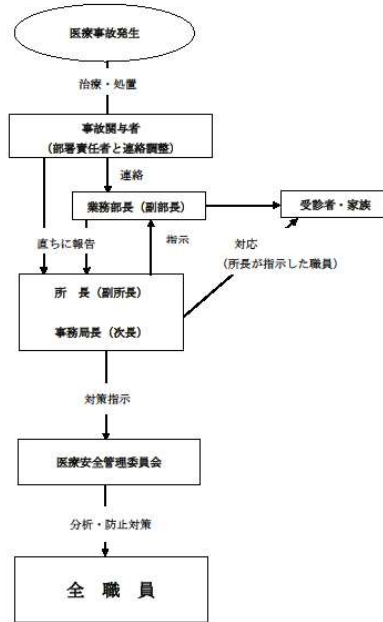 医療事故発生
治療・処置
事故関与者
(部署責任者と連絡調整)
連絡
業務部長(副部長)
受診者・家族
指示
対応
直ちに報告
(所長が指示した職員)
所　長(副所長)
事務局長(次長)
対策指示
医療安全管理委員会
分析・防止対策
全　職　員